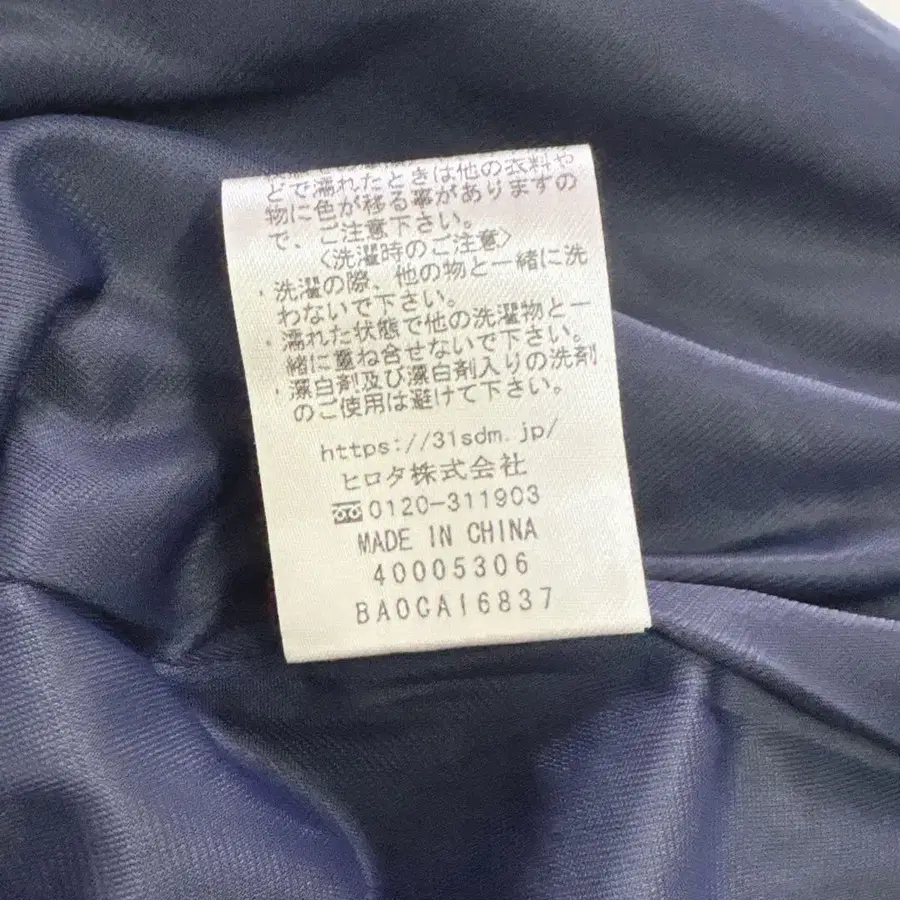 どで濡れたときは他の衣料や
物に色が移る事がありますの
で、ご注意下さい。
〈洗濯時のご注意〉
・洗濯の際、他の物と一緒に洗
わないで下さい。
・濡れた状態で他の洗濯物と一
緒に重ね合せないで下さい。
・漂白剤及び漂白剤入りの洗剤
のご使用は避けて下さい。
https://31sdm.jp/
ヒロタ株式会社
0120-311903
MADE IN CHINA
40005306
BA0CA16837